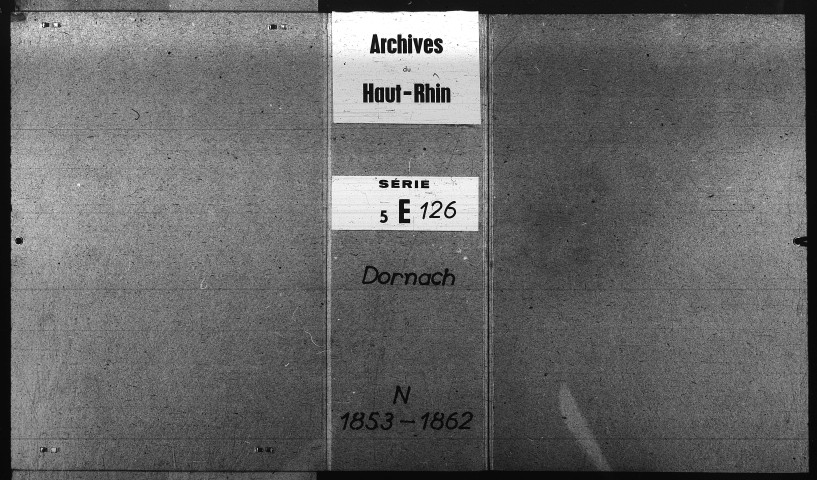 Archives
du
Haut-Rhin
SÉRIE
5 E 126
Dornach
N
1853-1862